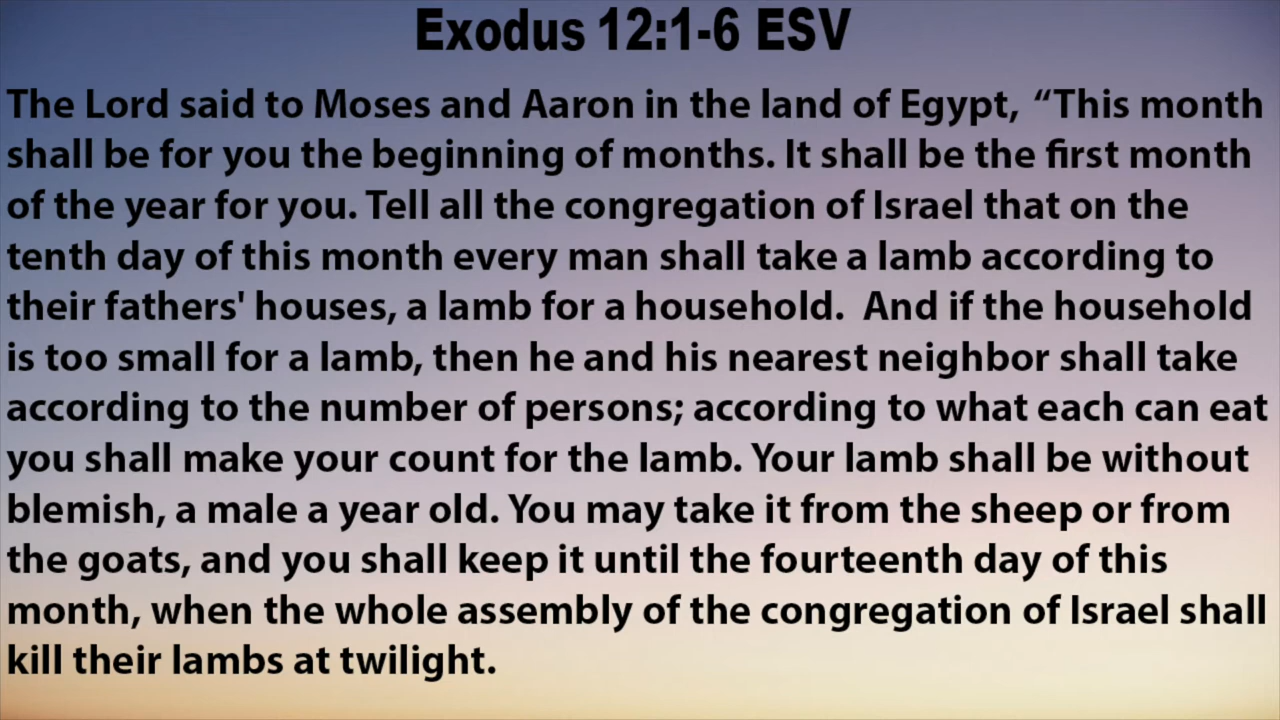 Exodus 12:1-6 ESV
The Lord said to Moses and Aaron in the land of Egypt, “This month
shall be for you the beginning of months. It shall be the first month
of the year for you. Tell all the congregation of Israel that on the
tenth day of this month every man shall take a lamb according to
their fathers' houses, a lamb for a household.  And if the household
is too small for a lamb, then he and his nearest neighbor shall take
according to the number of persons; according to what each can eat
you shall make your count for the lamb. Your lamb shall be without
blemish, a male a year old. You may take it from the sheep or from
the goats, and you shall keep it until the fourteenth day of this
month, when the whole assembly of the congregation of Israel shall
kill their lambs at twilight.